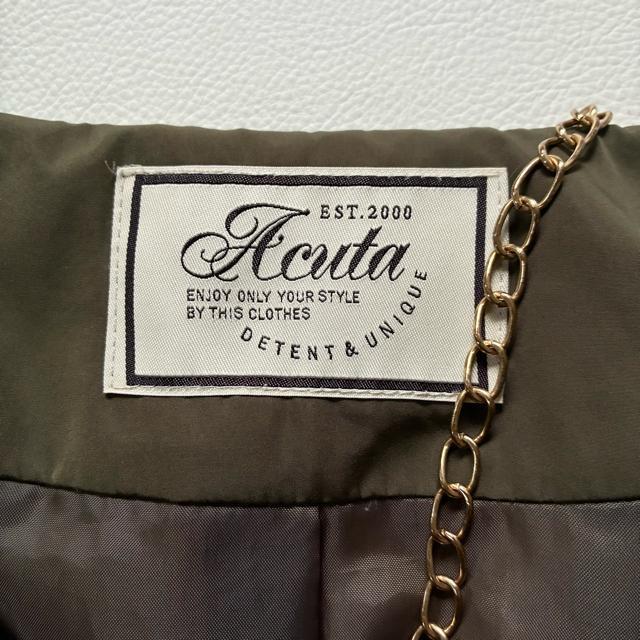 EST.2000
Acuta
ENJOY ONLY YOUR STYLE
BY THIS CLOTHES
DETENT & UNIQUE